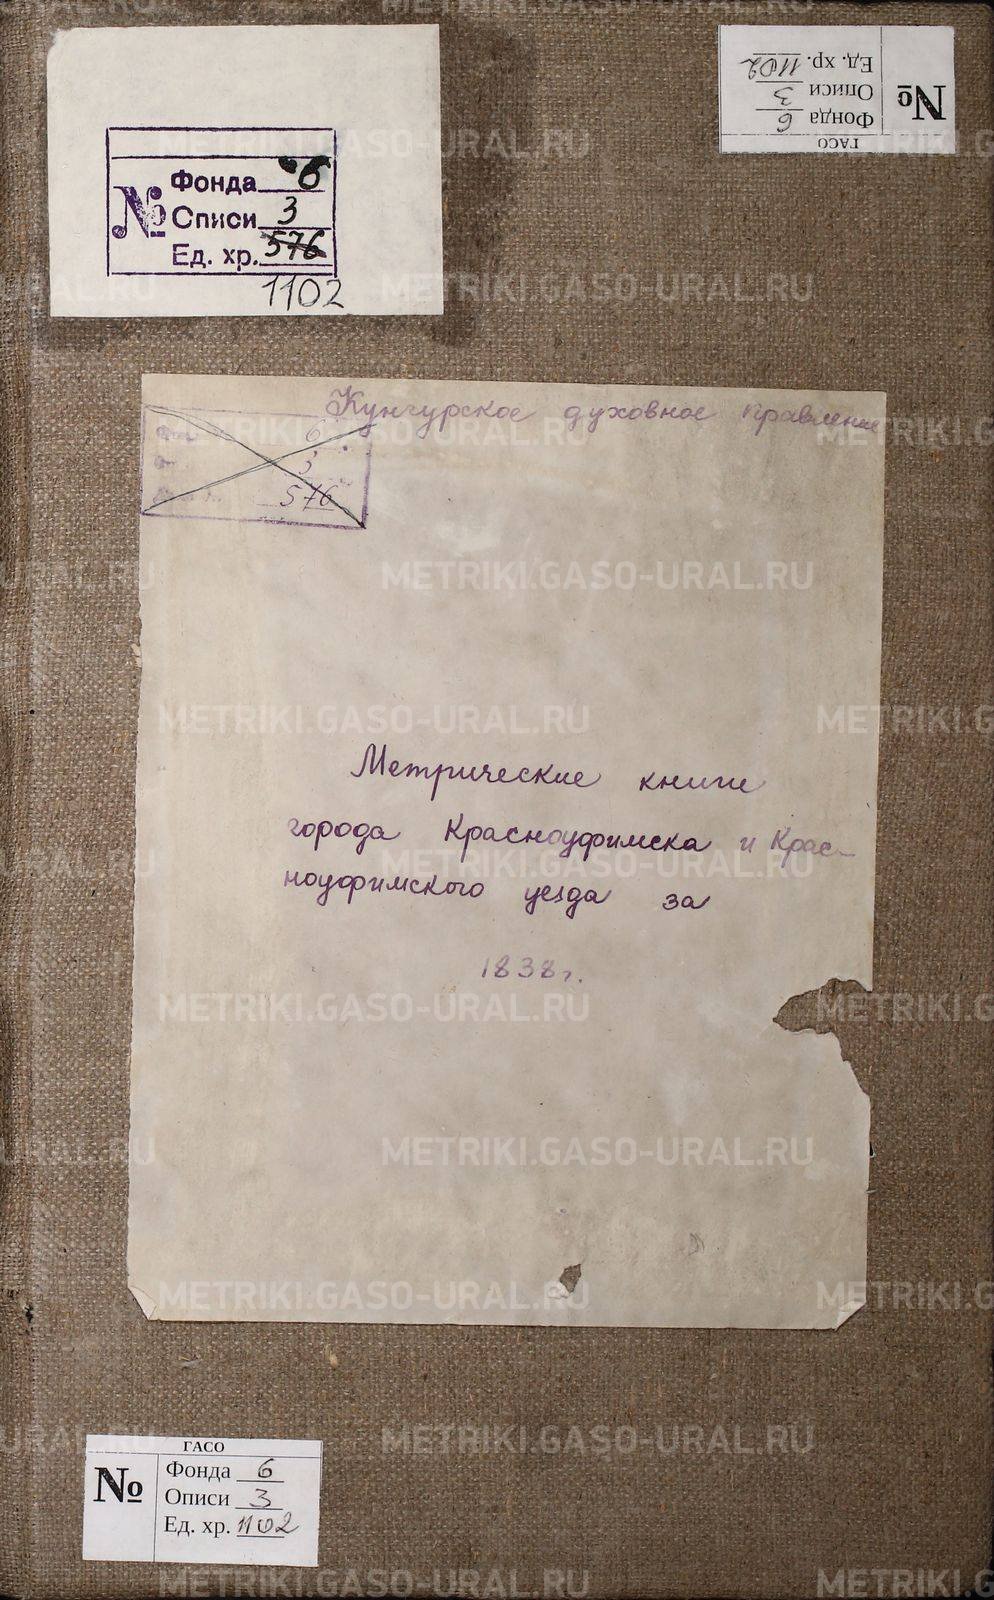 №
Фонда 6
Описи 3
Ед. хр. 576
1102
ГАСО
№
Фонда 6
Описи 3
Ед. хр. 1102
Кунгурское духовное правление
6
3
576
Метрические книги
города Красноуфимска и Крас-
ноуфимского уезда за
1838 г.
ГАСО
№
Фонда 6
Описи 3
Ед. хр. 1102
METRIKI.GASO-URAL.RU